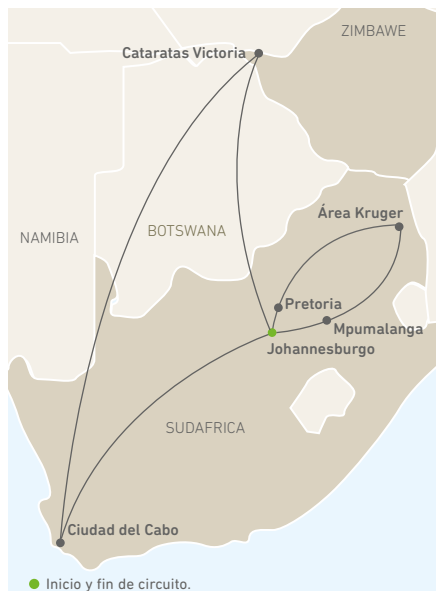 ZIMBAWE
Cataratas Victoria
Área Kruger
NAMIBIA
BOTSWANA
Pretoria
Mpumalanga
Johannesburgo
SUDAFRICA
Ciudad del Cabo
Inicio y fin de circuito.